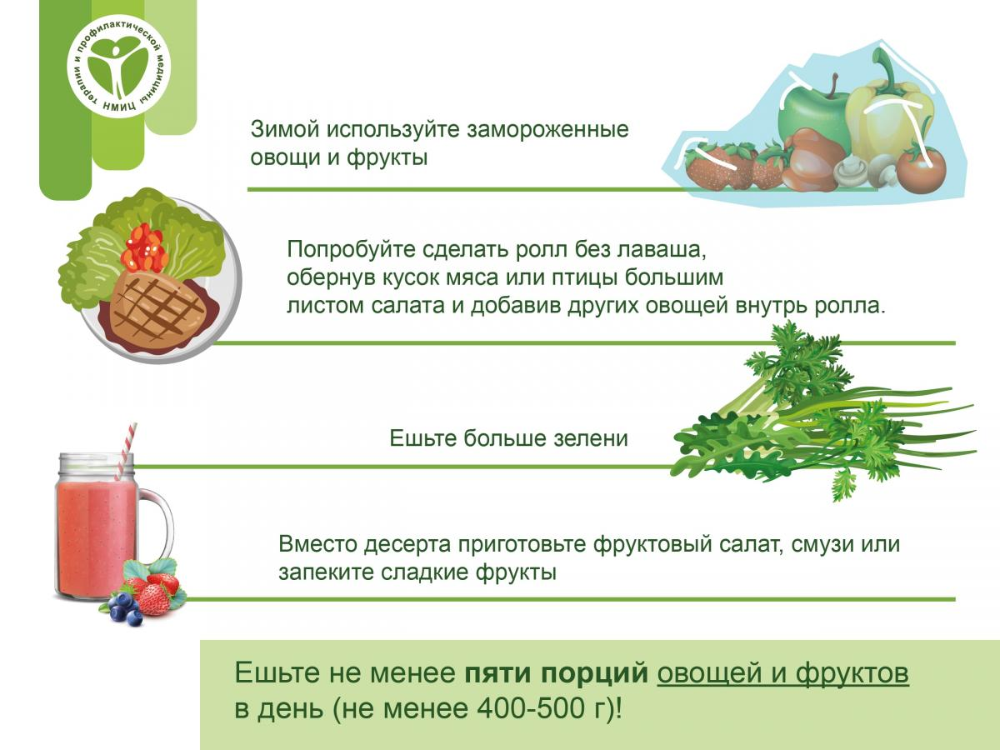 НМИЦ терапии и профилактической медицины
Зимой используйте замороженные
овощи и фрукты
Попробуйте сделать ролл без лаваша,
обернув кусок мяса или птицы большим
листом салата и добавив других овощей внутрь ролла.
Ешьте больше зелени
Вместо десерта приготовьте фруктовый салат, смузи или
запеките сладкие фрукты
Ешьте не менее пяти порций овощей и фруктов
в день (не менее 400-500 г)!